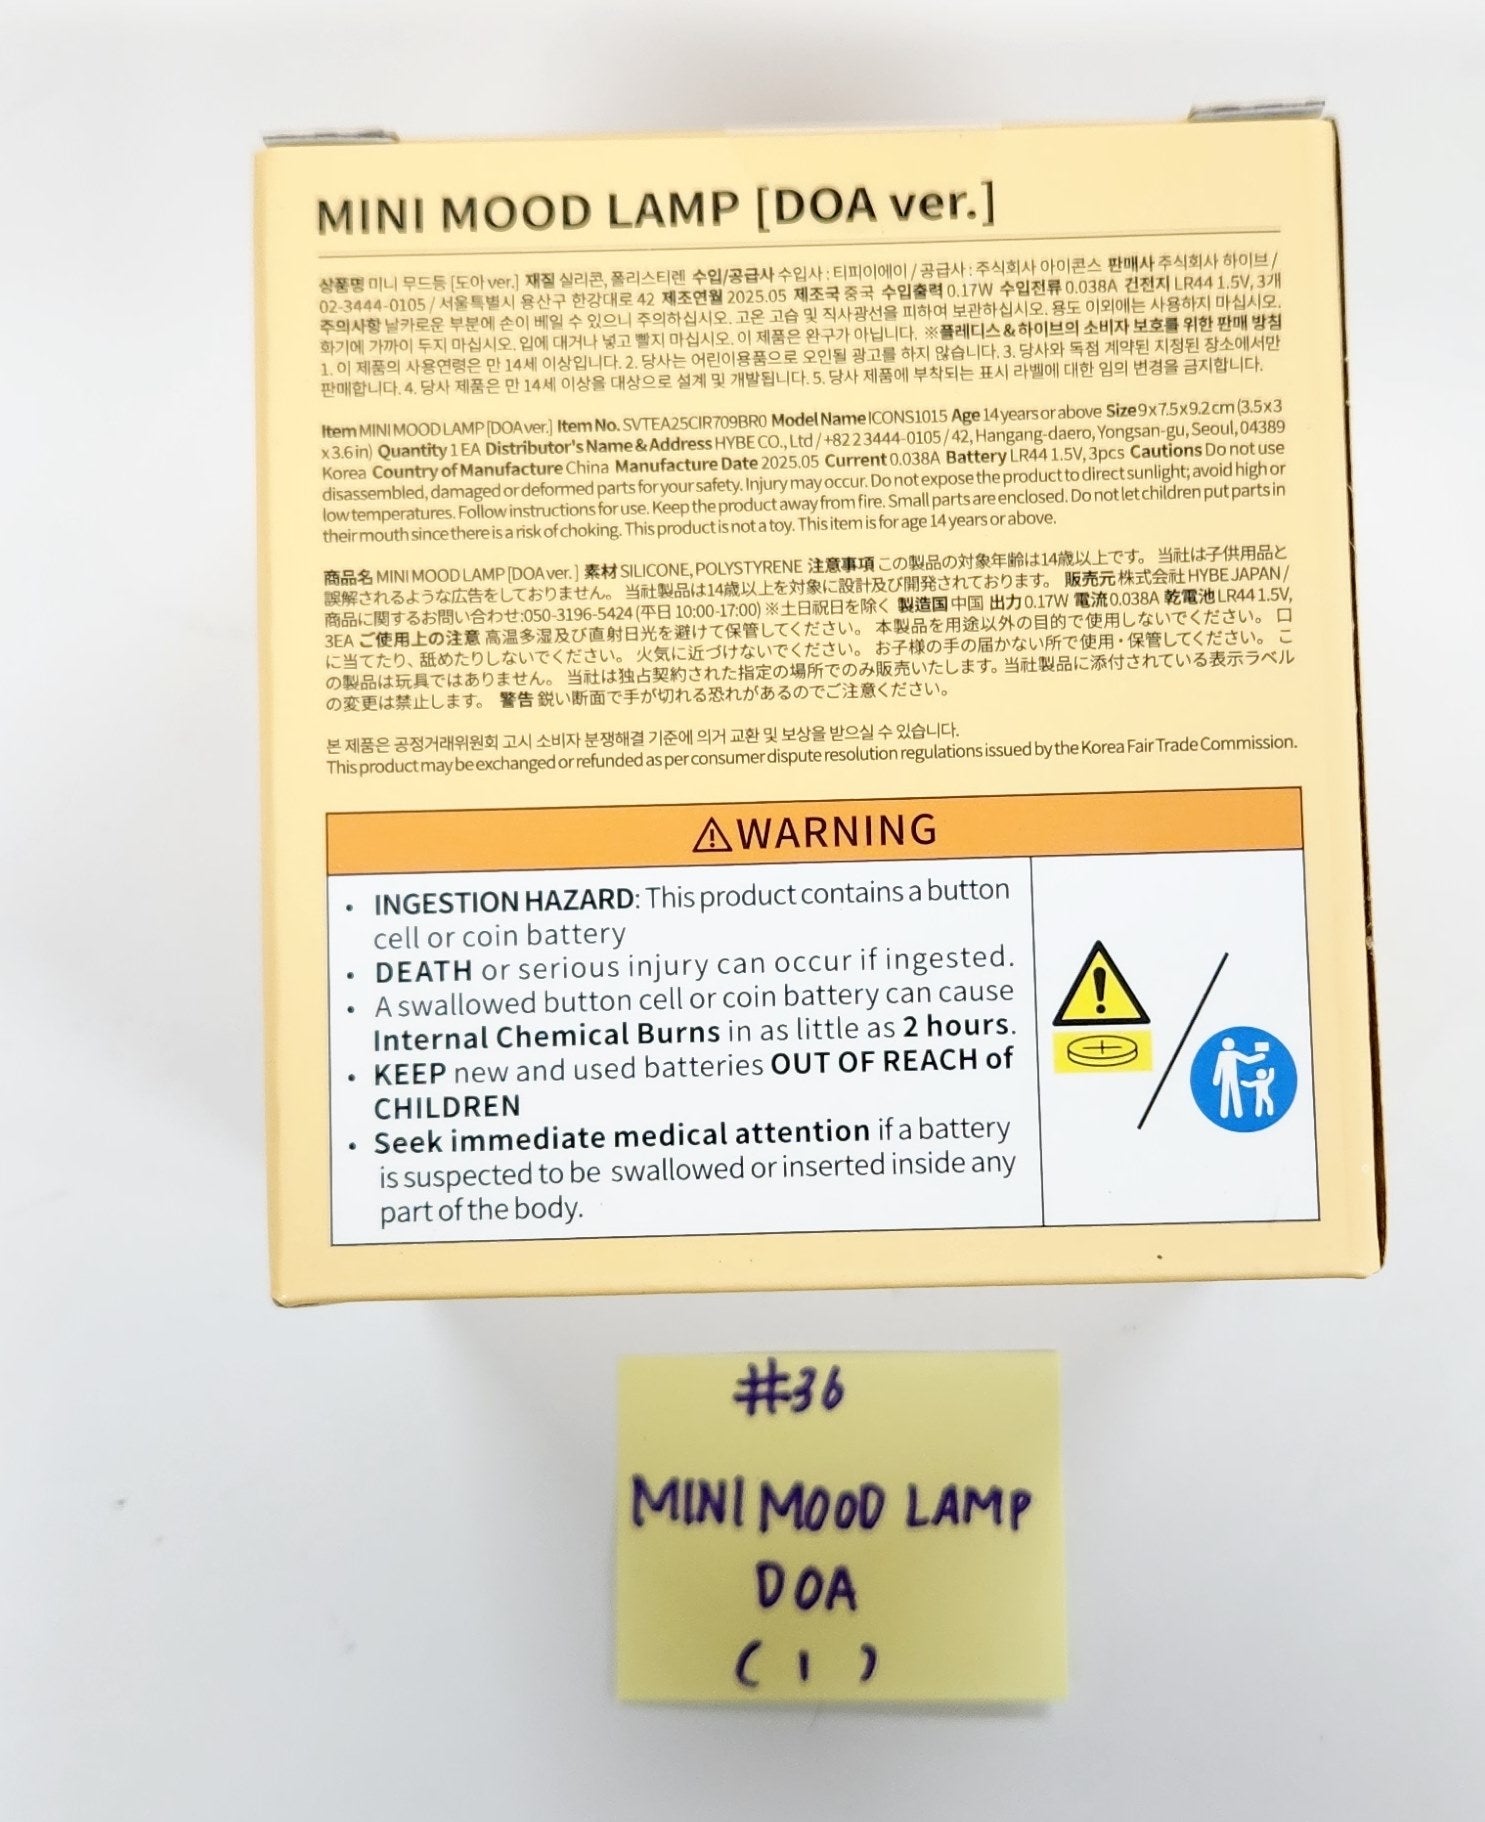 MINI MOOD LAMP [DOA ver.]
상품명 미니 무드등 [도아 ver.] 재질 실리콘, 폴리스티렌 수입/공급사 수입사 : 티피이에이 / 공급사 : 주식회사 아이콘스 판매사 주식회사 하이브 /
02-3444-0105 / 서울특별시 용산구 한강대로 42 제조연월 2025.05 제조국 중국 수입출력 0.17W 수입전류 0.038A 건전지 LR44 1.5V, 3개
주의사항 날카로운 부분에 손이 베일 수 있으니 주의하십시오. 고온 고습 및 직사광선을 피하여 보관하십시오. 용도 이외에는 사용하지 마십시오.
화기에 가까이 두지 마십시오. 입에 대거나 넣고 빨지 마십시오. 이 제품은 완구가 아닙니다. ※플레디스 & 하이브의 소비자 보호를 위한 판매 방침
1. 이 제품의 사용연령은 만 14세 이상입니다. 2. 당사는 어린이용품으로 오인될 광고를 하지 않습니다. 3. 당사와 독점 계약된 지정된 장소에서만
판매합니다. 4. 당사 제품은 만 14세 이상을 대상으로 설계 및 개발됩니다. 5. 당사 제품에 부착되는 표시 라벨에 대한 임의 변경을 금지합니다.
Item MINI MOOD LAMP [DOA ver.] Item No. SVTEA25CIR709BR0 Model Name ICONS1015 Age 14 years or above Size 9 x 7.5 x 9.2 cm (3.5 x 3
x 3.6 in) Quantity 1 EA Distributor's Name & Address HYBE CO., Ltd / +82 2 3444-0105 / 42, Hangang-daero, Yongsan-gu, Seoul, 04389
Korea Country of Manufacture China Manufacture Date 2025.05 Current 0.038A Battery LR44 1.5V, 3pcs Cautions Do not use
disassembled, damaged or deformed parts for your safety. Injury may occur. Do not expose the product to direct sunlight; avoid high or
low temperatures. Follow instructions for use. Keep the product away from fire. Small parts are enclosed. Do not let children put parts in
their mouth since there is a risk of choking. This product is not a toy. This item is for age 14 years or above.
商品名 MINI MOOD LAMP [DOA ver. ] 素材 SILICONE, POLYSTYRENE 注意事項 この製品の対象年齢は14歳以上です。 当社は子供用品と
誤解されるような広告をしておりません。 当社製品は14歳以上を対象に設計及び開発されております。 販売元 株式会社 HYBE JAPAN /
商品に関するお問い合わせ:050-3196-5424 (平日 10:00-17:00) ※土日祝日を除く 製造国 中国 出力 0.17W 電流 0.038A 乾電池 LR44 1.5V,
3EA ご使用上の注意 高温多湿及び直射日光を避けて保管してください。 本製品を用途以外の目的で使用しないでください。 口
に当てたり、舐めたりしないでください。 火気に近づけないでください。 お子様の手の届かない所で使用・保管してください。 こ
の製品は玩具ではありません。 当社は独占契約された指定の場所でのみ販売いたします。当社製品に添付されている表示ラベル
の変更は禁止します。 警告 鋭い断面で手が切れる恐れがあるのでご注意ください。
본 제품은 공정거래위원회 고시 소비자 분쟁해결 기준에 의거 교환 및 보상을 받으실 수 있습니다.
This product may be exchanged or refunded as per consumer dispute resolution regulations issued by the Korea Fair Trade Commission.
⚠WARNING
• INGESTION HAZARD: This product contains a button
cell or coin battery
• DEATH or serious injury can occur if ingested.
• A swallowed button cell or coin battery can cause
Internal Chemical Burns in as little as 2 hours.
• KEEP new and used batteries OUT OF REACH of
CHILDREN
• Seek immediate medical attention if a battery
is suspected to be swallowed or inserted inside any
part of the body.
#36
MINI MOOD LAMP
DOA
(1)